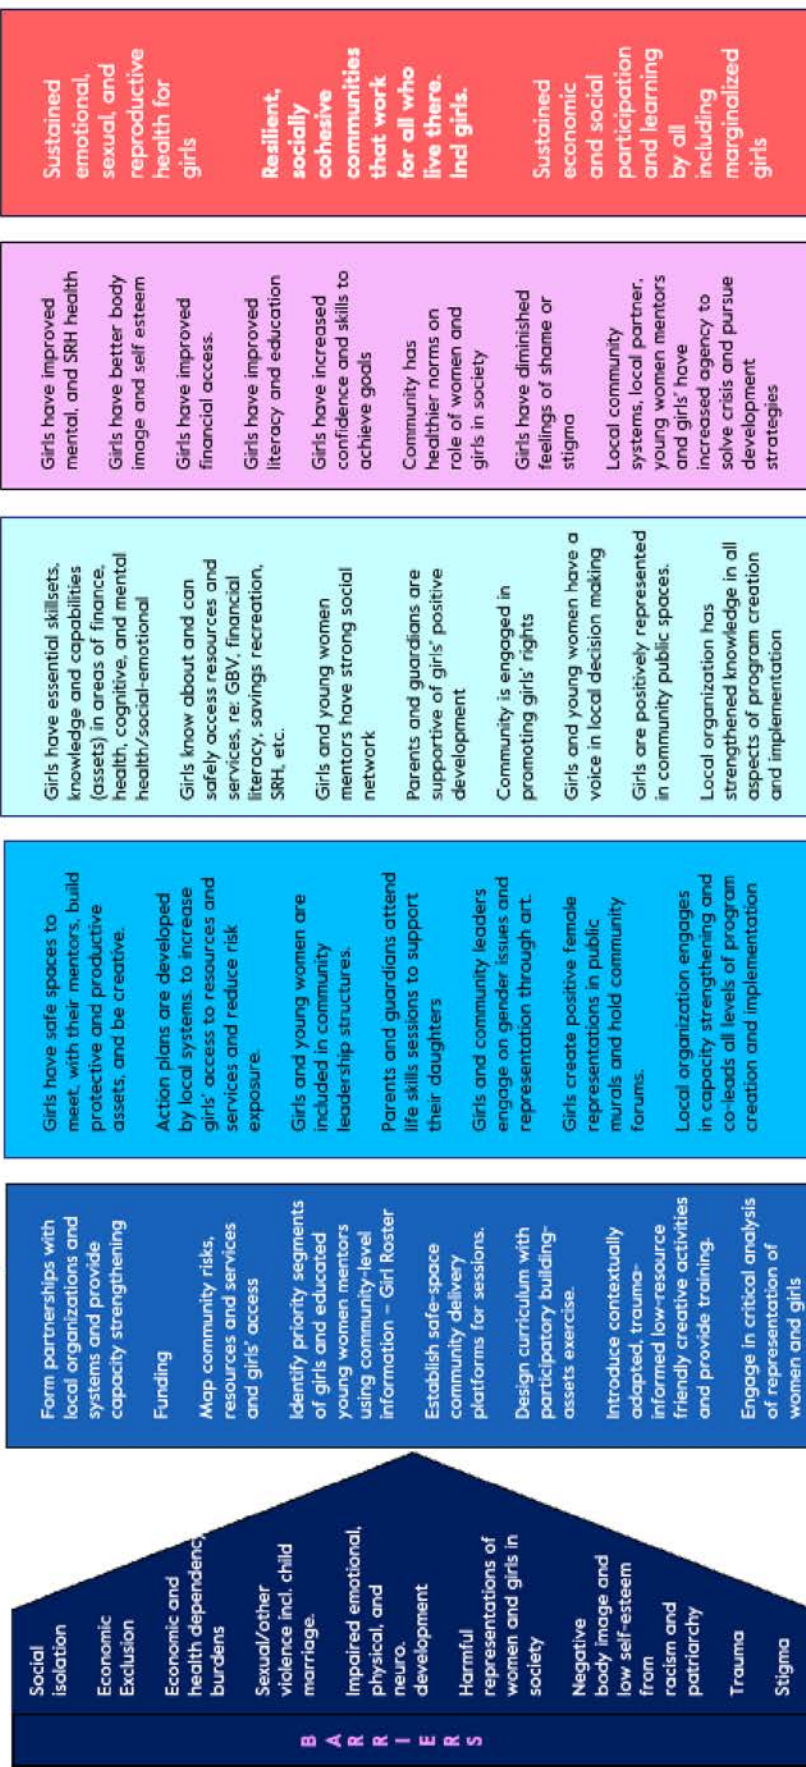 BARRIERS
Social
isolation
Economic
Exclusion
Economic and
health dependency
burdens
Sexual/other
violence incl. child
marriage.
Impaired emotional,
physical, and
neuro.
development
Harmful
representations of
women and girls in
society
Negative
body image and
low self-esteem
from
racism and
patriarchy
Trauma
Stigma
Form partnerships with
local organizations and
systems and provide
capacity strengthening
Funding
Map community risks,
resources and services
and girls' access
Identify priority segments
of girls and educated
young women mentors
using community-level
information – Girl Roster
Establish safe-space
community delivery
platforms for sessions.
Design curriculum with
participatory building-
assets exercise.
Introduce contextually
adapted, trauma-
informed low-resource
friendly creative activities
and provide training.
Engage in critical analysis
of representation of
women and girls
Girls have safe spaces to
meet, with their mentors, build
protective and productive
assets, and be creative.
Action plans are developed
by local systems. to increase
girls' access to resources and
services and reduce risk
exposure.
Girls and young women are
included in community
leadership structures.
Parents and guardians attend
life skills sessions to support
their daughters
Girls and community leaders
engage on gender issues and
representation through art.
Girls create positive female
representations in public
murals and hold community
forums.
Local organization engages
in capacity strengthening and
co-leads all levels of program
creation and implementation
Girls have essential skillsets,
knowledge and capabilities
(assets) in areas of finance,
health, cognitive, and mental
health/social-emotional
Girls know about and can
safely access resources and
services, re: GBV, financial
literacy, savings recreation,
SRH, etc.
Girls and young women
mentors have strong social
network
Parents and guardians are
supportive of girls' positive
development
Community is engaged in
promoting girls' rights
Girls and young women have a
voice in local decision making
Girls are positively represented
in community public spaces.
Local organization has
strengthened knowledge in all
aspects of program creation
and implementation
Girls have improved
mental, and SRH health
Girls have better body
image and self esteem
Girls have improved
financial access.
Girls have improved
literacy and education
Girls have increased
confidence and skills to
achieve goals
Community has
healthier norms on
role of women and
girls in society
Girls have diminished
feelings of shame or
stigma
Local community
systems, local partner,
young women mentors
and girls' have
increased agency to
solve crisis and pursue
development
strategies
Sustained
emotional,
sexual, and
reproductive
health for
girls
Resilient,
socially
cohesive
communities
that work
for all who
live there.
Ind girls.
Sustained
economic
and social
participation
and learning
by all
including
marginalized
girls